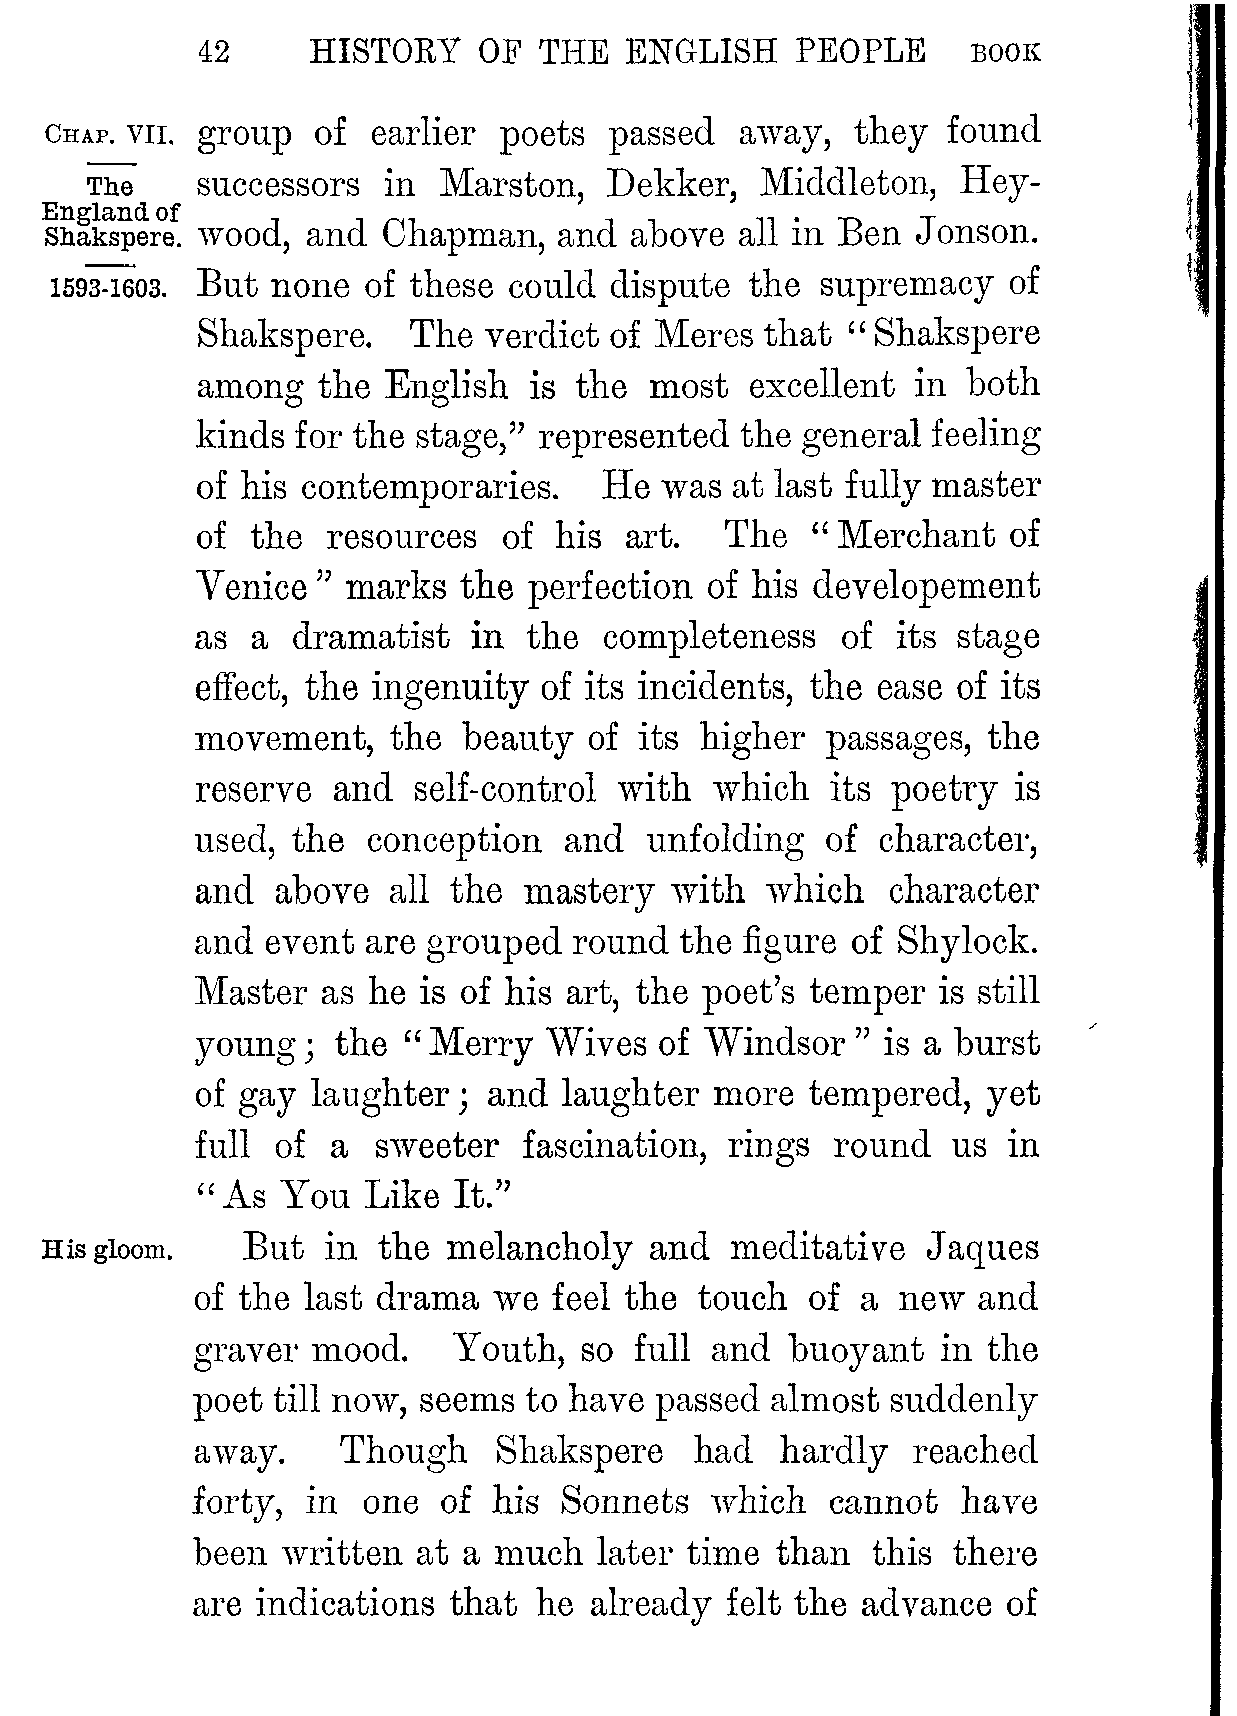 42 HISTORY OF THE ENGLISH PEOPLE BOOK
CHAP. VII.
The
England of
Shakspere.
1593-1603.
group of earlier poets passed away, they found
successors in Marston, Dekker, Middleton, Hey-
wood, and Chapman, and above all in Ben Jonson.
But none of these could dispute the supremacy of
Shakspere. The verdict of Meres that “Shakspere
among the English is the most excellent in both
kinds for the stage,” represented the general feeling
of his contemporaries. He was at last fully master
of the resources of his art. The “Merchant of
Venice” marks the perfection of his developement
as a dramatist in the completeness of its stage
effect, the ingenuity of its incidents, the ease of its
movement, the beauty of its higher passages, the
reserve and self-control with which its poetry is
used, the conception and unfolding of character,
and above all the mastery with which character
and event are grouped round the figure of Shylock.
Master as he is of his art, the poet’s temper is still
young; the “Merry Wives of Windsor” is a burst
of gay laughter; and laughter more tempered, yet
full of a sweeter fascination, rings round us in
“As You Like It.”
His gloom.
But in the melancholy and meditative Jaques
of the last drama we feel the touch of a new and
graver mood. Youth, so full and buoyant in the
poet till now, seems to have passed almost suddenly
away. Though Shakspere had hardly reached
forty, in one of his Sonnets which cannot have
been written at a much later time than this there
are indications that he already felt the advance of